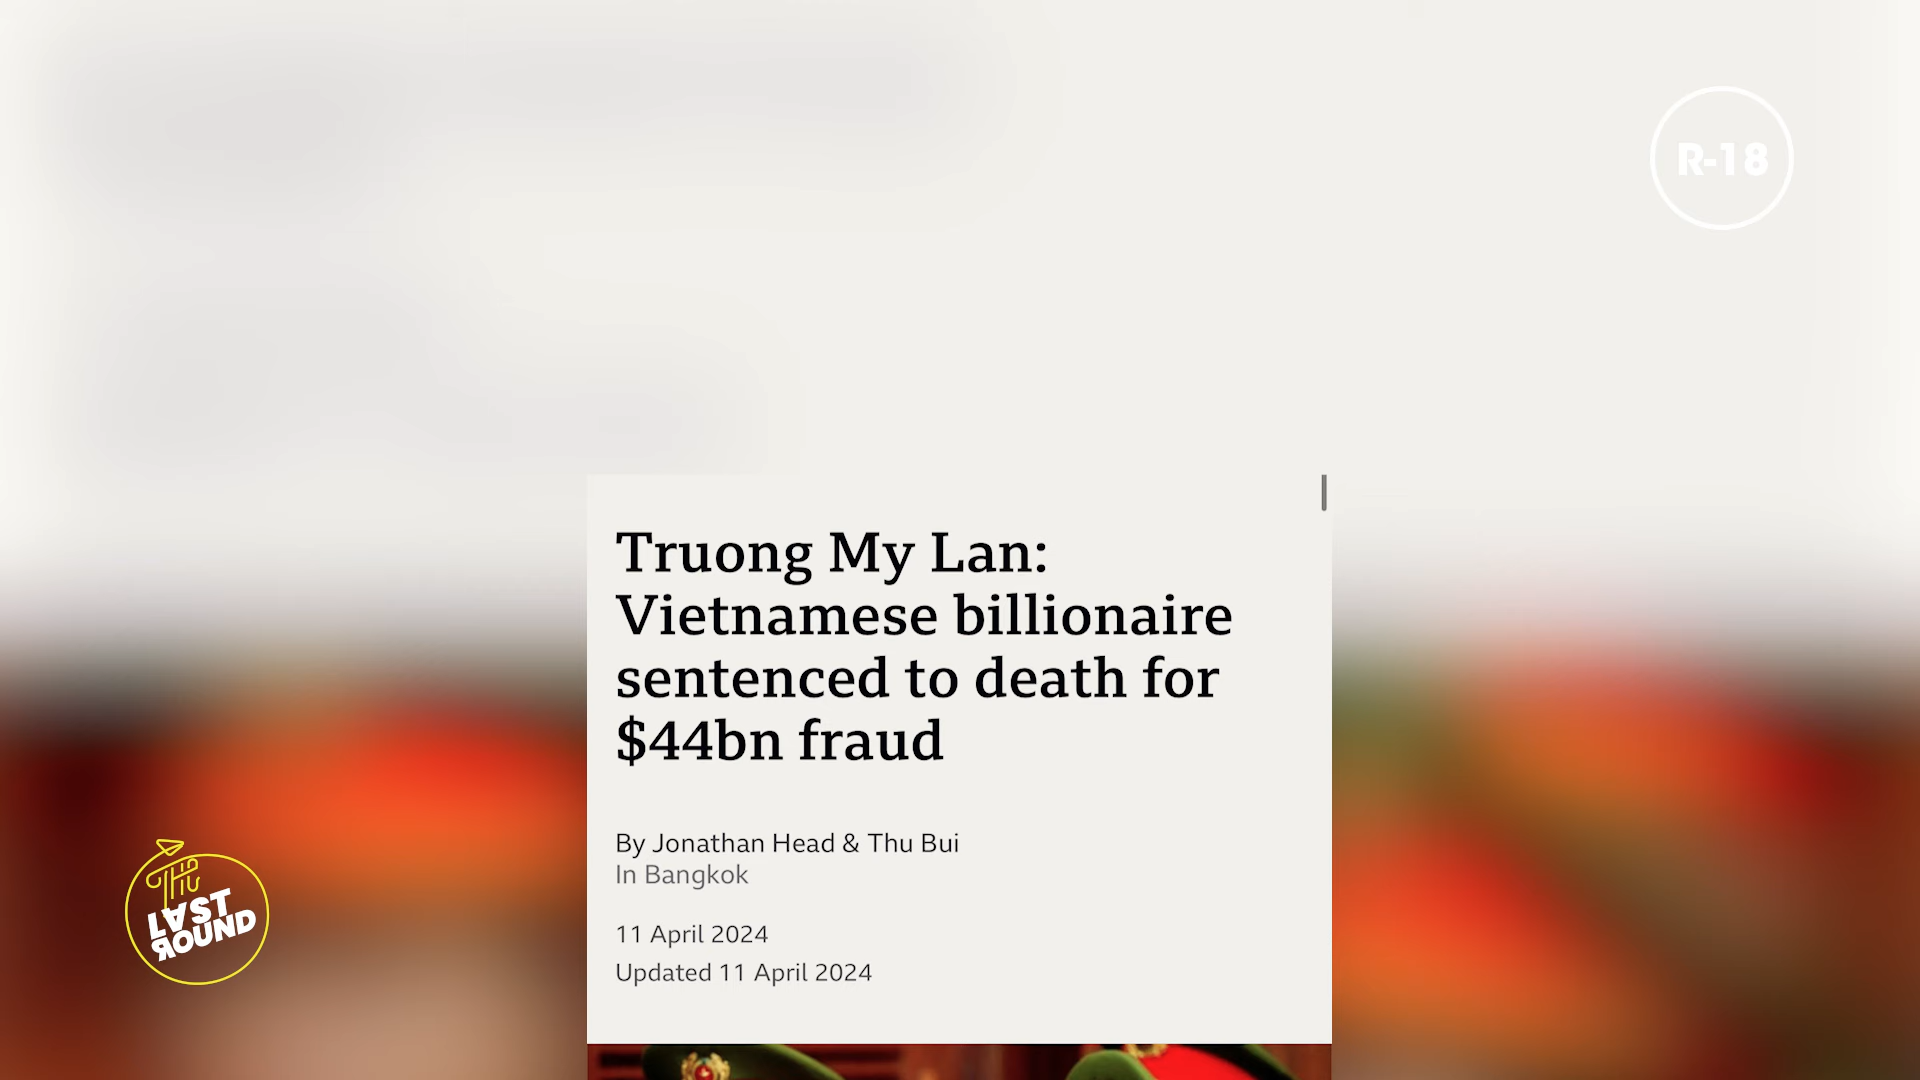 R-18
Truong My Lan:
Vietnamese billionaire
sentenced to death for
$44bn fraud
By Jonathan Head & Thu Bui
In Bangkok
11 April 2024
Updated 11 April 2024
THE
LAST
ROUND